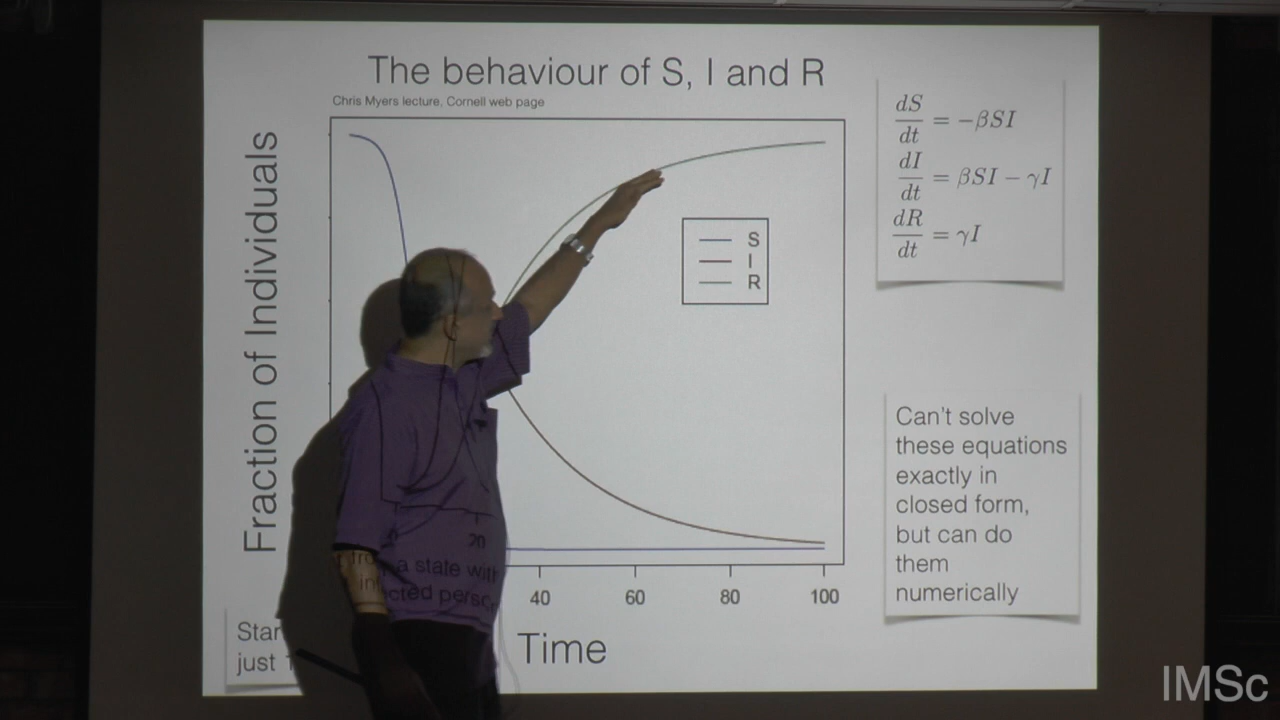 The behaviour of S, I and R
Chris Myers lecture, Cornell web page
Fraction of Individuals
S
I
R
20
40
60
80
100
Time
dS/dt = −βSI
dI/dt = βSI − γI
dR/dt = γI
Can't solve
these equations
exactly in
closed form,
but can do
them
numerically
Star from a state with
just infected person
IMSc